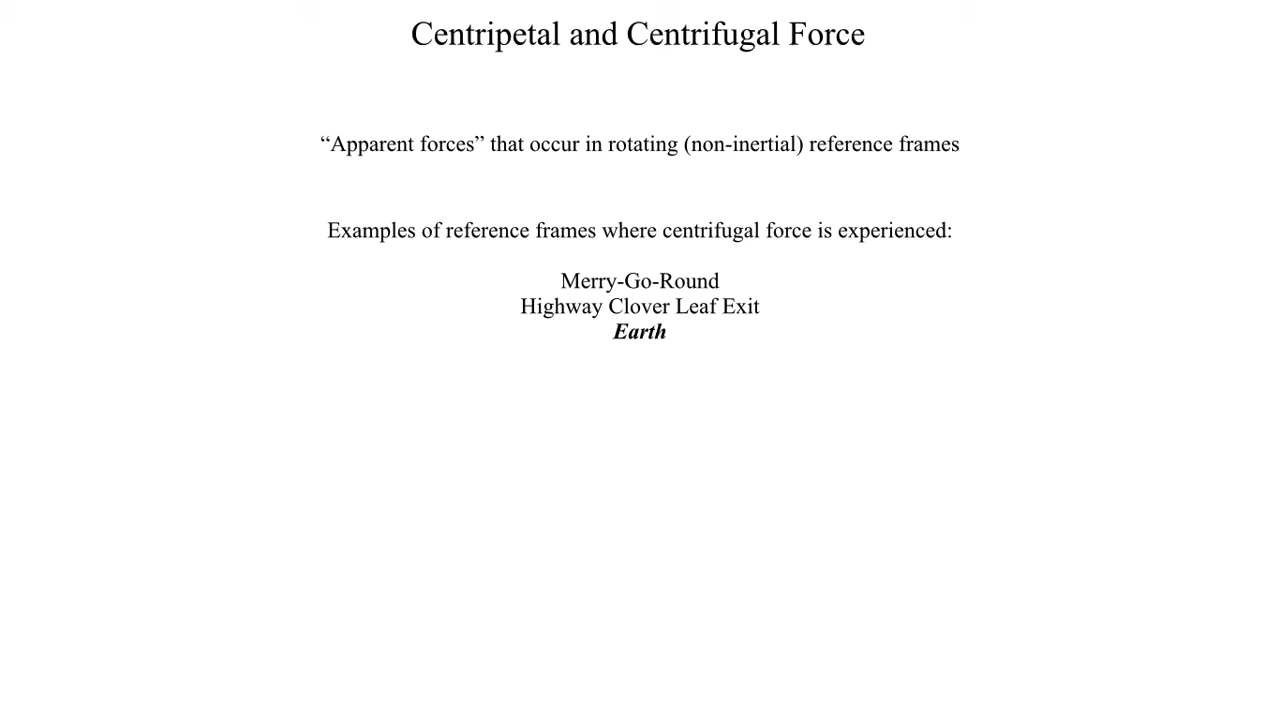 Centripetal and Centrifugal Force
“Apparent forces” that occur in rotating (non-inertial) reference frames
Examples of reference frames where centrifugal force is experienced:
Merry-Go-Round
Highway Clover Leaf Exit
Earth